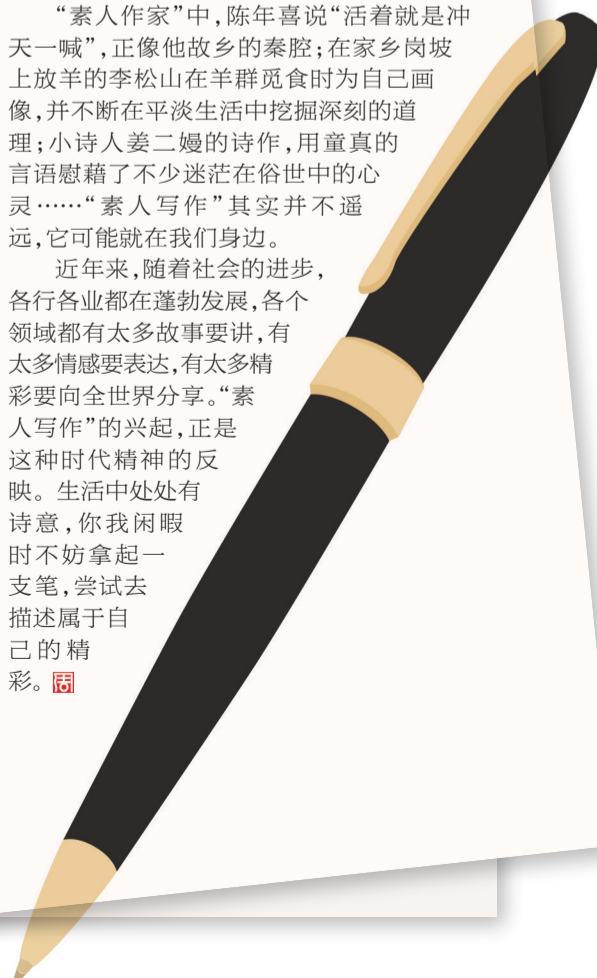 “素人作家”中，陈年喜说“活着就是冲
天一喊”，正像他故乡的秦腔；在家乡岗坡
上放羊的李松山在羊群觅食时为自己画
像，并不断在平淡生活中挖掘深刻的道
理；小诗人姜二嫚的诗作，用童真的
言语慰藉了不少迷茫在俗世中的心
灵……“素人写作”其实并不遥
远，它可能就在我们身边。
近年来，随着社会的进步，
各行各业都在蓬勃发展，各个
领域都有太多故事要讲，有
太多情感要表达，有太多精
彩要向全世界分享。“素
人写作”的兴起，正是
这种时代精神的反
映。生活中处处有
诗意，你我闲暇
时不妨拿起一
支笔，尝试去
描述属于自
己的精
彩。周